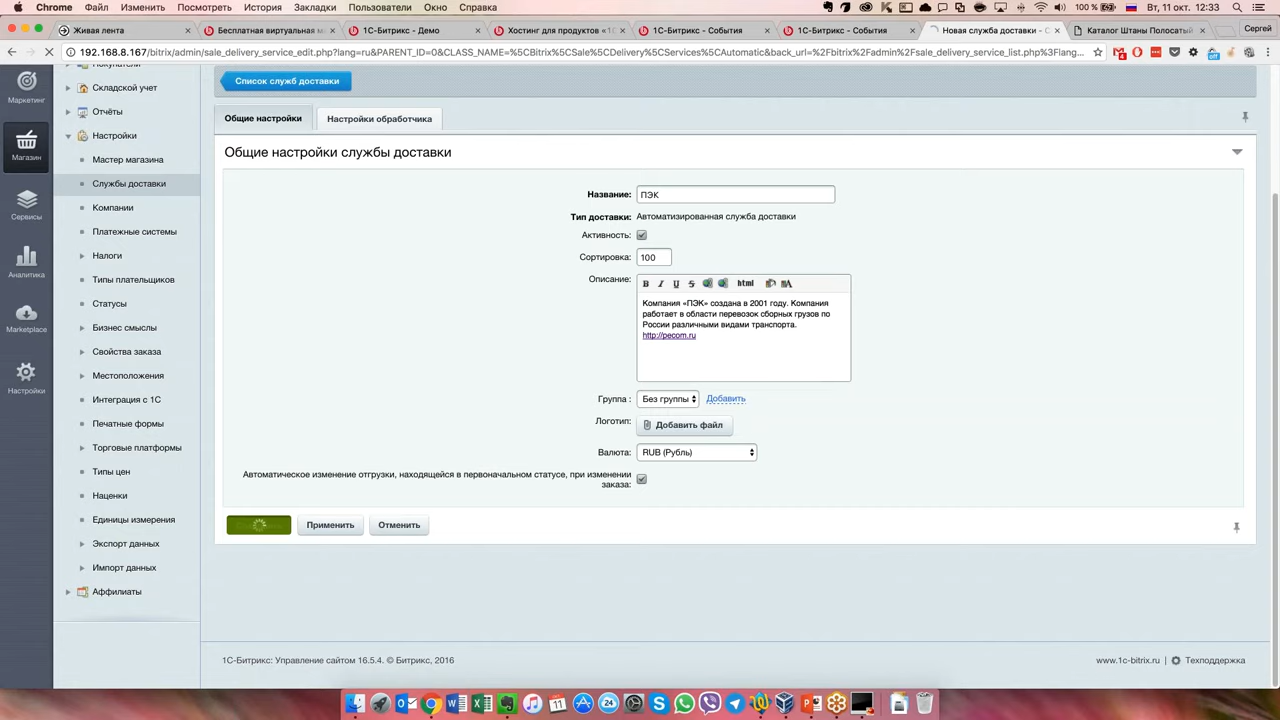 Chrome Файл Изменить Посмотреть История Закладки Пользователи Окно Справка 100 % Вт, 11 окт. 12:33
Живая лента
Бесплатная виртуальная м
1С-Битрикс - Демо
Хостинг для продуктов «1С
1С-Битрикс - События
1С-Битрикс - События
Новая служба доставки - С
Каталог Штаны Полосатый
Сергей
192.168.8.167/bitrix/admin/sale_delivery_service_edit.php?lang=ru&PARENT_ID=0&CLASS_NAME=%5CBitrix%5CSale%5CDelivery%5CServices%5CAutomatic&back_url=%2Fbitrix%2Fadmin%2Fsale_delivery_service_list.php%3Flang...
Маркетинг
Магазин
Сервисы
Аналитика
Marketplace
Настройки
Покупатели
Складской учет
Отчёты
Настройки
Мастер магазина
Службы доставки
Компании
Платежные системы
Налоги
Типы плательщиков
Статусы
Бизнес смыслы
Свойства заказа
Местоположения
Интеграция с 1С
Печатные формы
Торговые платформы
Типы цен
Наценки
Единицы измерения
Экспорт данных
Импорт данных
Аффилиаты
Список служб доставки
Общие настройки
Настройки обработчика
Общие настройки службы доставки
Название: ПЭК
Тип доставки: Автоматизированная служба доставки
Активность:
Сортировка: 100
Описание:
B I U S html
Компания «ПЭК» создана в 2001 году. Компания
работает в области перевозок сборных грузов по
России различными видами транспорта.
http://pecom.ru
Группа : Без группы Добавить
Логотип: Добавить файл
Валюта: RUB (Рубль)
Автоматическое изменение отгрузки, находящейся в первоначальном статусе, при изменении
заказа:
Применить Отменить
1С-Битрикс: Управление сайтом 16.5.4. © Битрикс, 2016
www.1c-bitrix.ru | Техподдержка